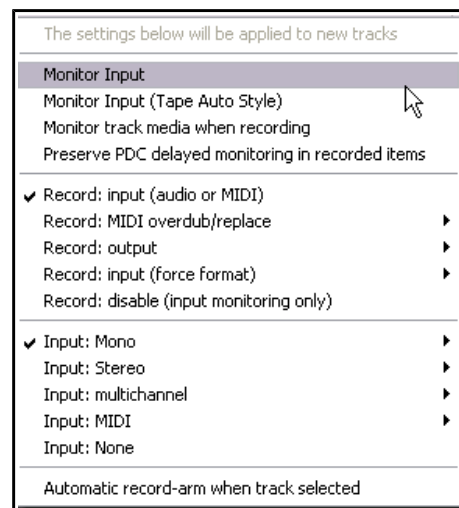 The settings below will be applied to new tracks
Monitor Input
Monitor Input (Tape Auto Style)
Monitor track media when recording
Preserve PDC delayed monitoring in recorded items
Record: input (audio or MIDI)
Record: MIDI overdub/replace
Record: output
Record: input (force format)
Record: disable (input monitoring only)
Input: Mono
Input: Stereo
Input: multichannel
Input: MIDI
Input: None
Automatic record-arm when track selected